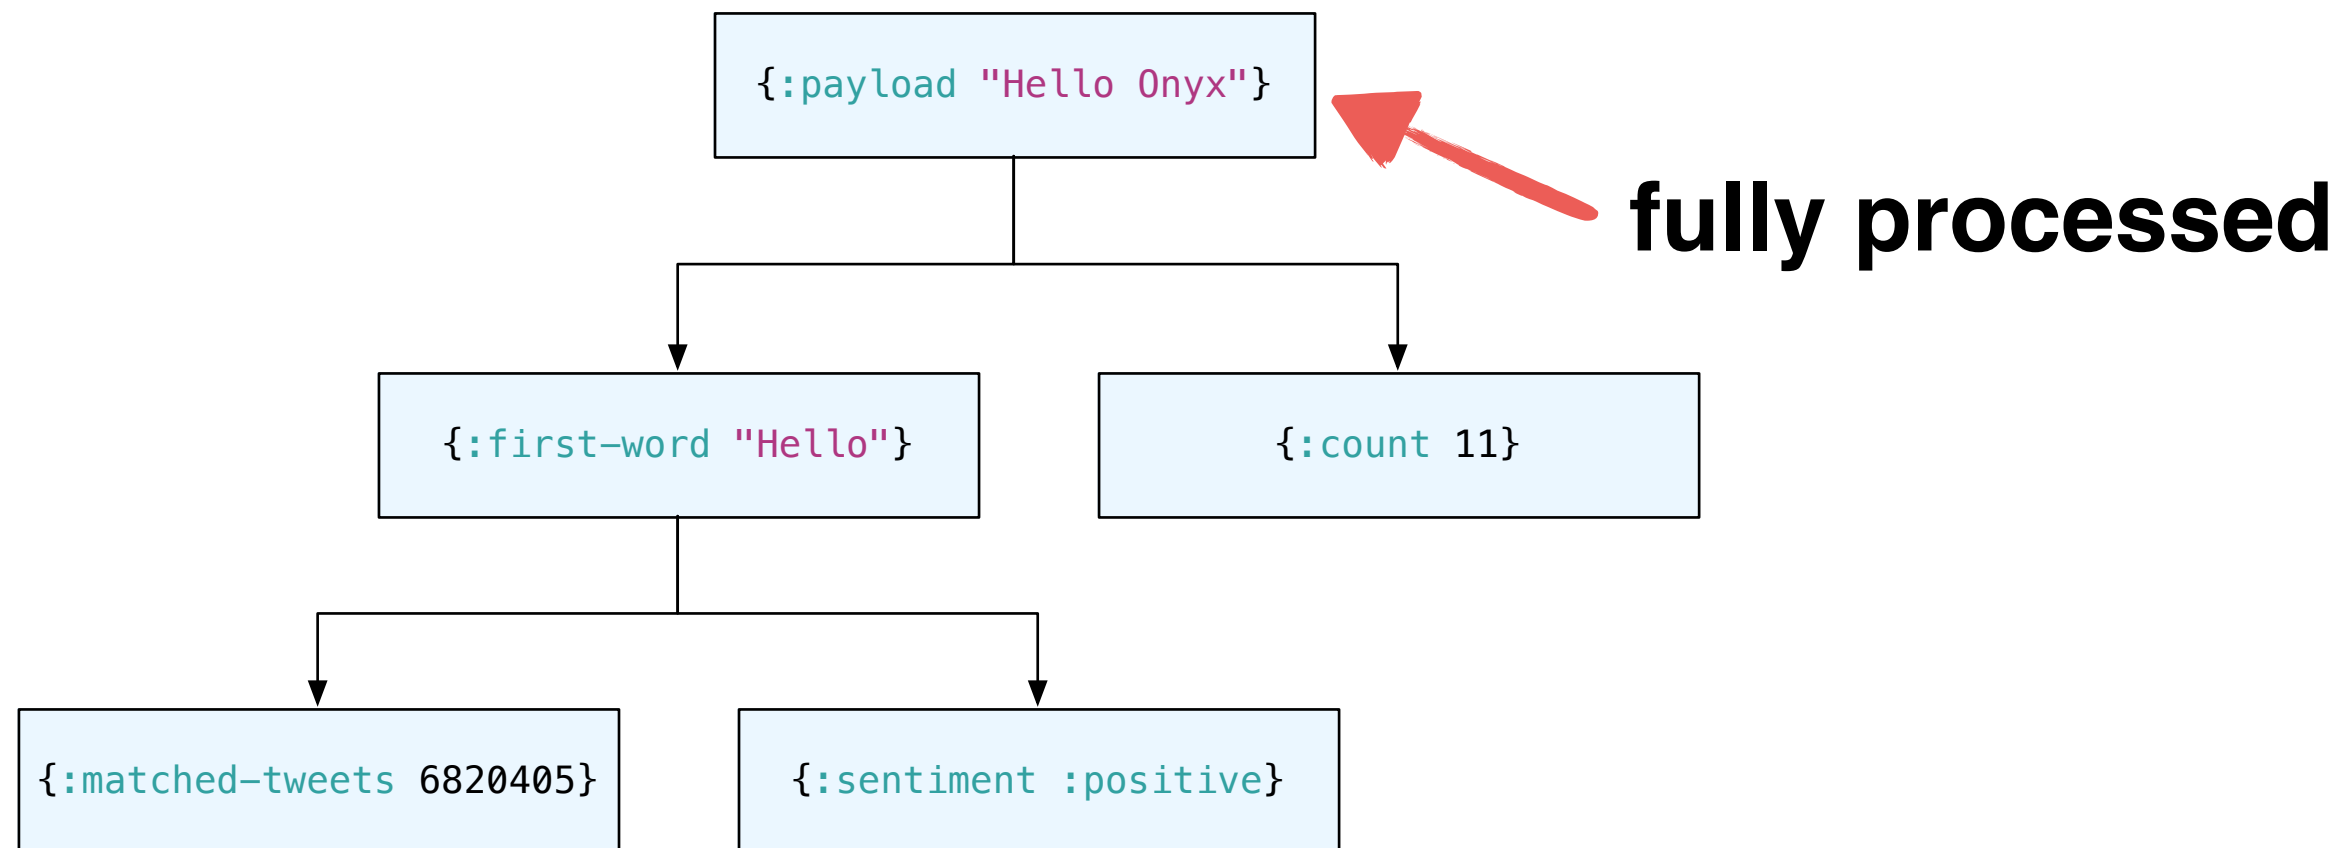 {:payload "Hello Onyx"}
fully processed
{:first-word "Hello"}
{:count 11}
{:matched-tweets 6820405}
{:sentiment :positive}